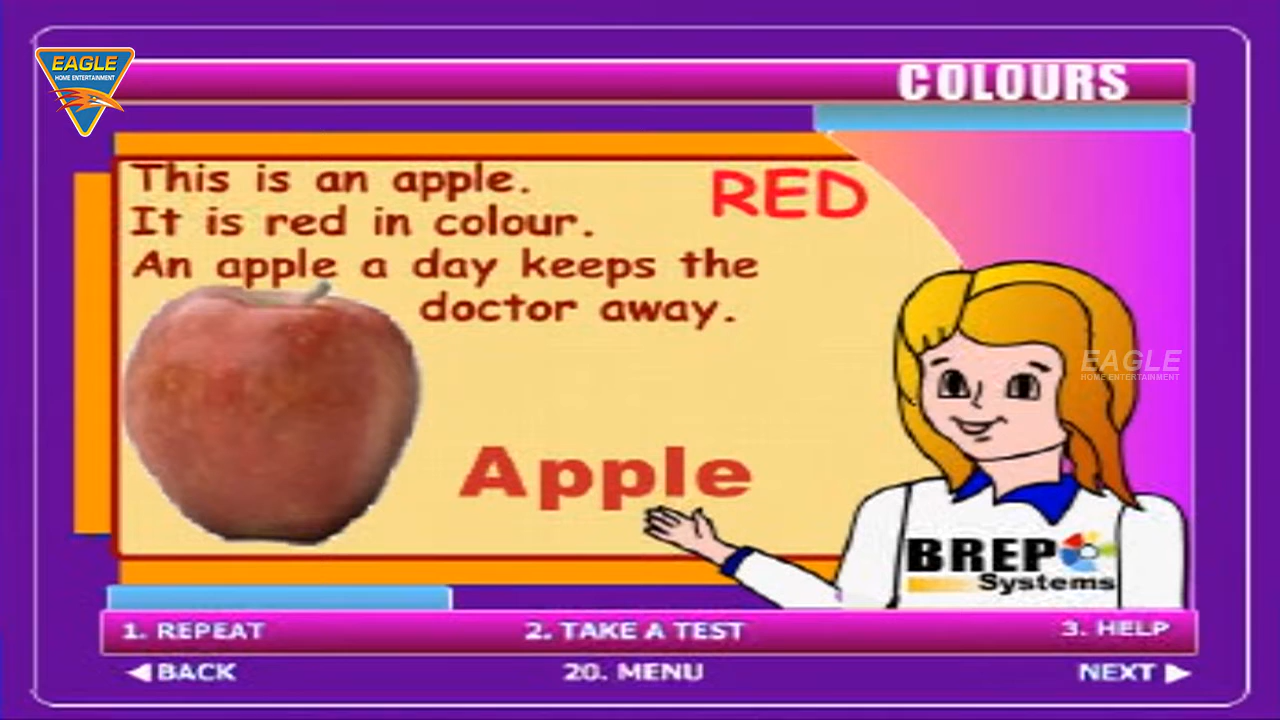 EAGLE
HOME ENTERTAINMENT
COLOURS
This is an apple.
RED
It is red in colour.
An apple a day keeps the
doctor away.
EAGLE
HOME ENTERTAINMENT
Apple
BREP
Systems
1. REPEAT 2. TAKE A TEST 3. HELP
◀BACK 20. MENU NEXT ▶